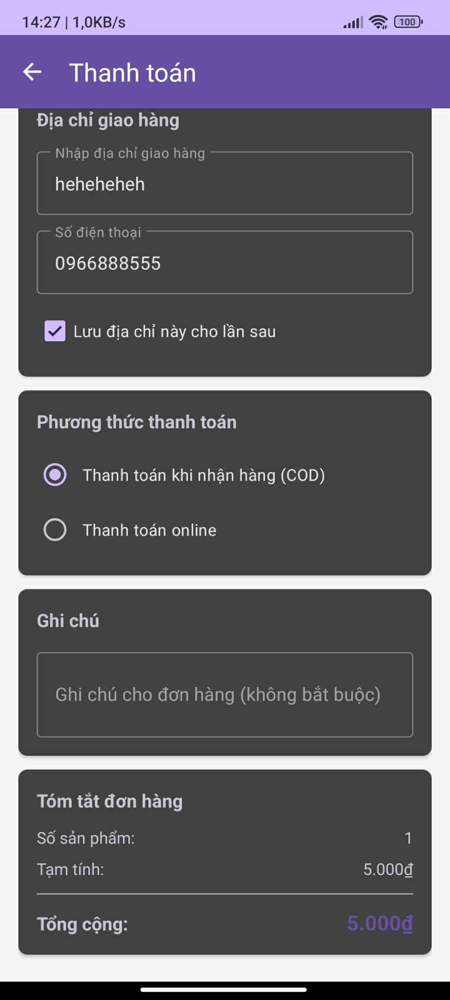 14:27 | 1,0KB/s
100
Thanh toán
Địa chỉ giao hàng
Nhập địa chỉ giao hàng
heheheheh
Số điện thoại
0966888555
Lưu địa chỉ này cho lần sau
Phương thức thanh toán
Thanh toán khi nhận hàng (COD)
Thanh toán online
Ghi chú
Ghi chú cho đơn hàng (không bắt buộc)
Tóm tắt đơn hàng
Số sản phẩm: 1
Tạm tính: 5.000₫
Tổng cộng: 5.000₫